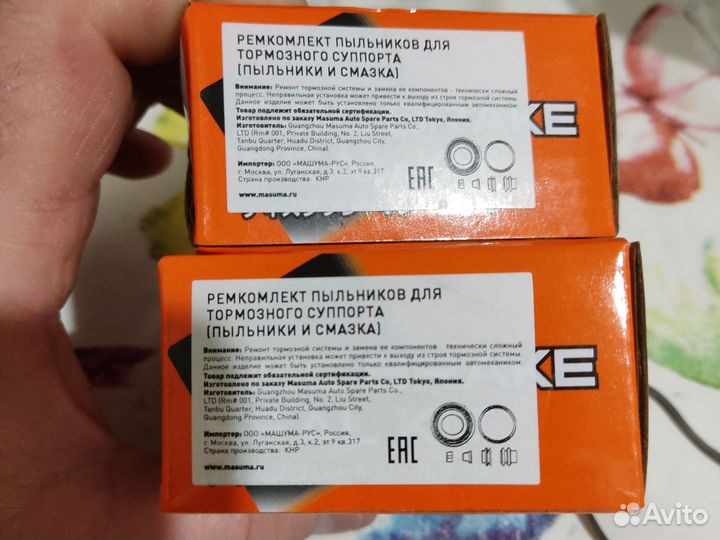 РЕМКОМЛЕКТ ПЫЛЬНИКОВ ДЛЯ
ТОРМОЗНОГО СУППОРТА
(ПЫЛЬНИКИ И СМАЗКА)
Внимание: Ремонт тормозной системы и замена ее компонентов - технически сложный
процесс. Неправильная установка может привести к выходу из строя тормозной системы
Данное изделие может быть установлено только квалифицированным автомехаником
Товар подлежит обязательной сертификации.
Изготовлено по заказу Masuma Auto Spare Parts Co, LTD Tokyo, Япония.
Изготовитель: Guangzhou Masuma Auto Spare Parts Co.,
LTD (Rm# 001, Private Building, No. 2, Liu Street,
Tanbu Quarter, Huadu District, Guangzhou City,
Guangdong Province, China).
Импортер: ООО «МАШУМА-РУС», Россия,
г. Москва, ул. Луганская, д.3, к.2, эт.9 кв.317
Страна производства: КНР
www.masuma.ru
EAC
KE
РЕМКОМЛЕКТ ПЫЛЬНИКОВ ДЛЯ
ТОРМОЗНОГО СУППОРТА
(ПЫЛЬНИКИ И СМАЗКА)
Внимание: Ремонт тормозной системы и замена ее компонентов технически сложный
процесс. Неправильная установка может привести к выходу из строя тормозной системы.
Данное изделие может быть установлено только квалифицированным автомехаником.
Товар подлежит обязательной сертификации.
Изготовлено по заказу Masuma Auto Spare Parts Co, LTD Tokyo, Япония.
Изготовитель: Guangzhou Masuma Auto Spare Parts Co.,
LTD (Rm# 001, Private Building, No. 2, Liu Street,
Tanbu Quarter, Huadu District, Guangzhou City,
Guangdong Province, China).
Импортер: ООО «МАШУМА-РУС», Россия,
г. Москва, ул. Луганская, д.3, к.2, эт.9 кв.317
Страна производства: КНР
www.masuma.ru
EAC
KE
Avito